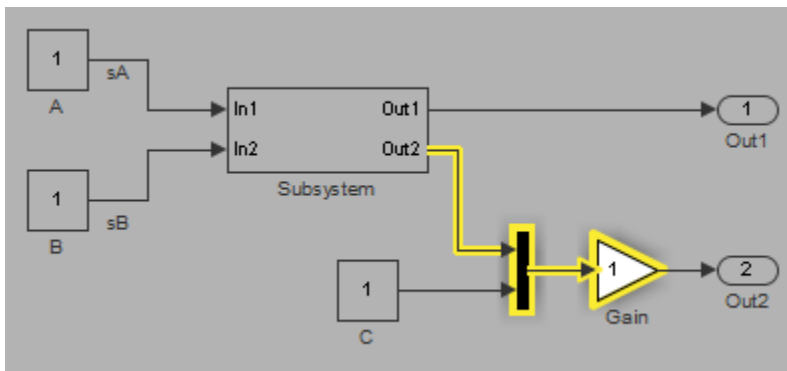 1
sA
A
In1 Out1
1
Out1
In2 Out2
Subsystem
1
sB
B
1
C
1
Gain
2
Out2